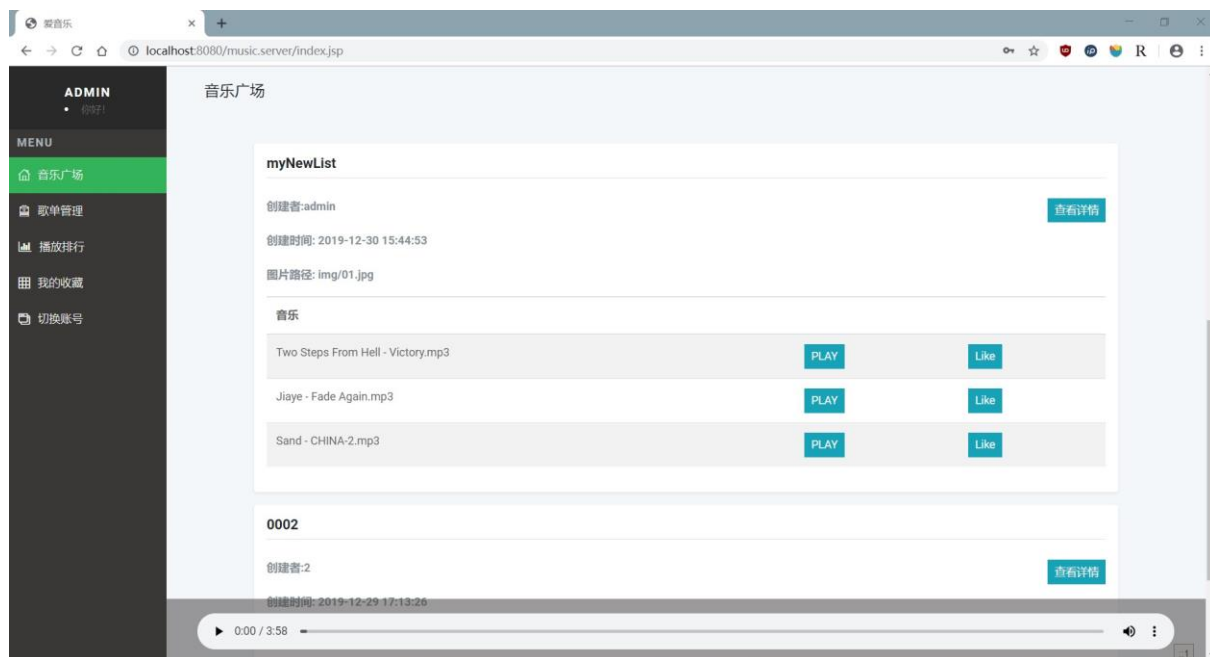 爱音乐
localhost:8080/music.server/index.jsp
R
ADMIN
你好!
MENU
音乐广场
歌单管理
播放排行
我的收藏
切换账号
音乐广场
myNewList
创建者:admin
查看详情
创建时间: 2019-12-30 15:44:53
图片路径: img/01.jpg
音乐
Two Steps From Hell - Victory.mp3 PLAY Like
Jiaye - Fade Again.mp3 PLAY Like
Sand - CHINA-2.mp3 PLAY Like
0002
创建者:2
查看详情
创建时间: 2019-12-29 17:13:26
0:00 / 3:58